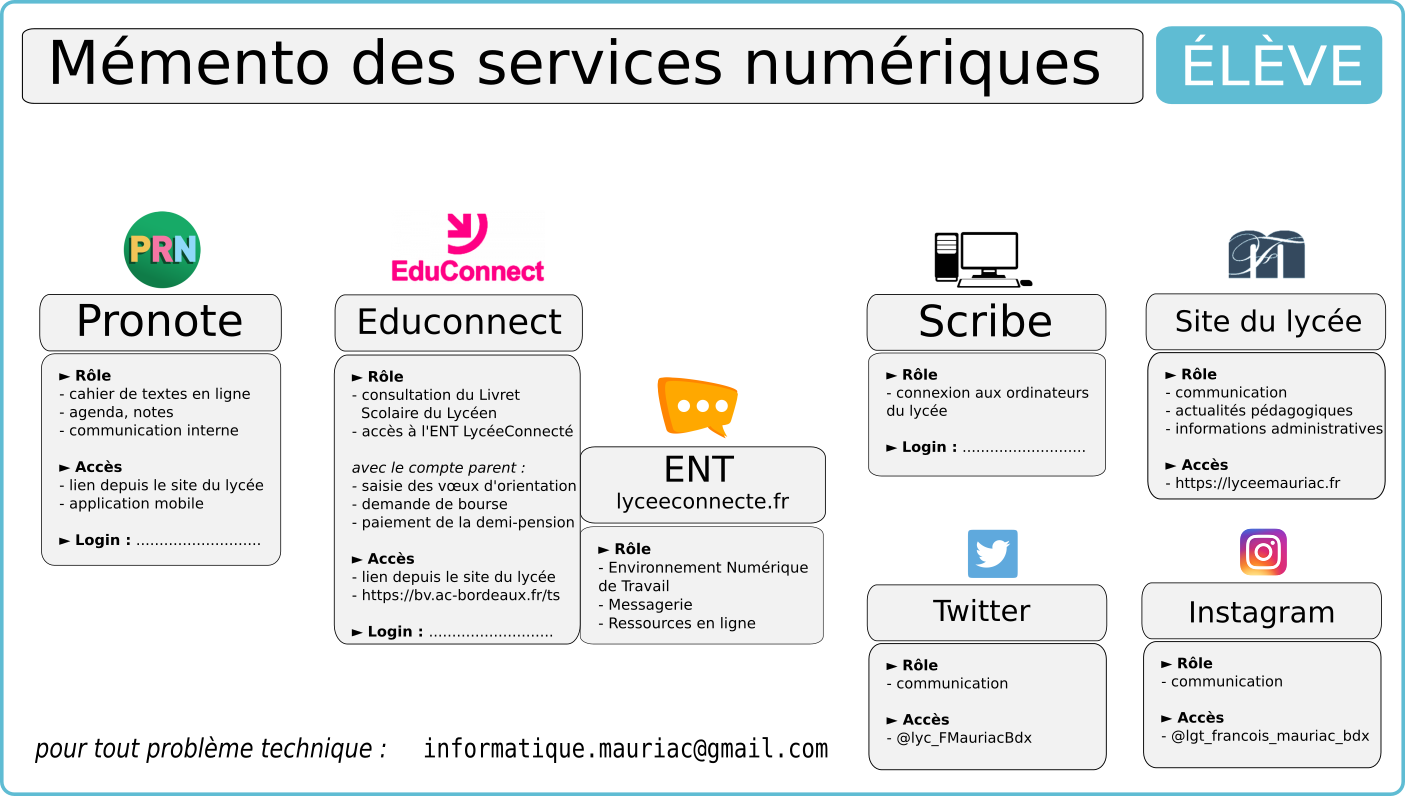 Mémento des services numériques
ÉLÈVE
PRN
Pronote
► Rôle
- cahier de textes en ligne
- agenda, notes
- communication interne
► Accès
- lien depuis le site du lycée
- application mobile
► Login : ...........................
EduConnect
Educonnect
► Rôle
- consultation du Livret
Scolaire du Lycéen
- accès à l'ENT LycéeConnecté
avec le compte parent :
- saisie des vœux d'orientation
- demande de bourse
- paiement de la demi-pension
► Accès
- lien depuis le site du lycée
- https://bv.ac-bordeaux.fr/ts
► Login : ...........................
ENT
lyceeconnecte.fr
► Rôle
- Environnement Numérique
de Travail
- Messagerie
- Ressources en ligne
Scribe
► Rôle
- connexion aux ordinateurs
du lycée
► Login : ...........................
Site du lycée
► Rôle
- communication
- actualités pédagogiques
- informations administratives
► Accès
- https://lyceemauriac.fr
Twitter
► Rôle
- communication
► Accès
- @lyc_FMauriacBdx
Instagram
► Rôle
- communication
► Accès
- @lgt_francois_mauriac_bdx
pour tout problème technique : informatique.mauriac@gmail.com